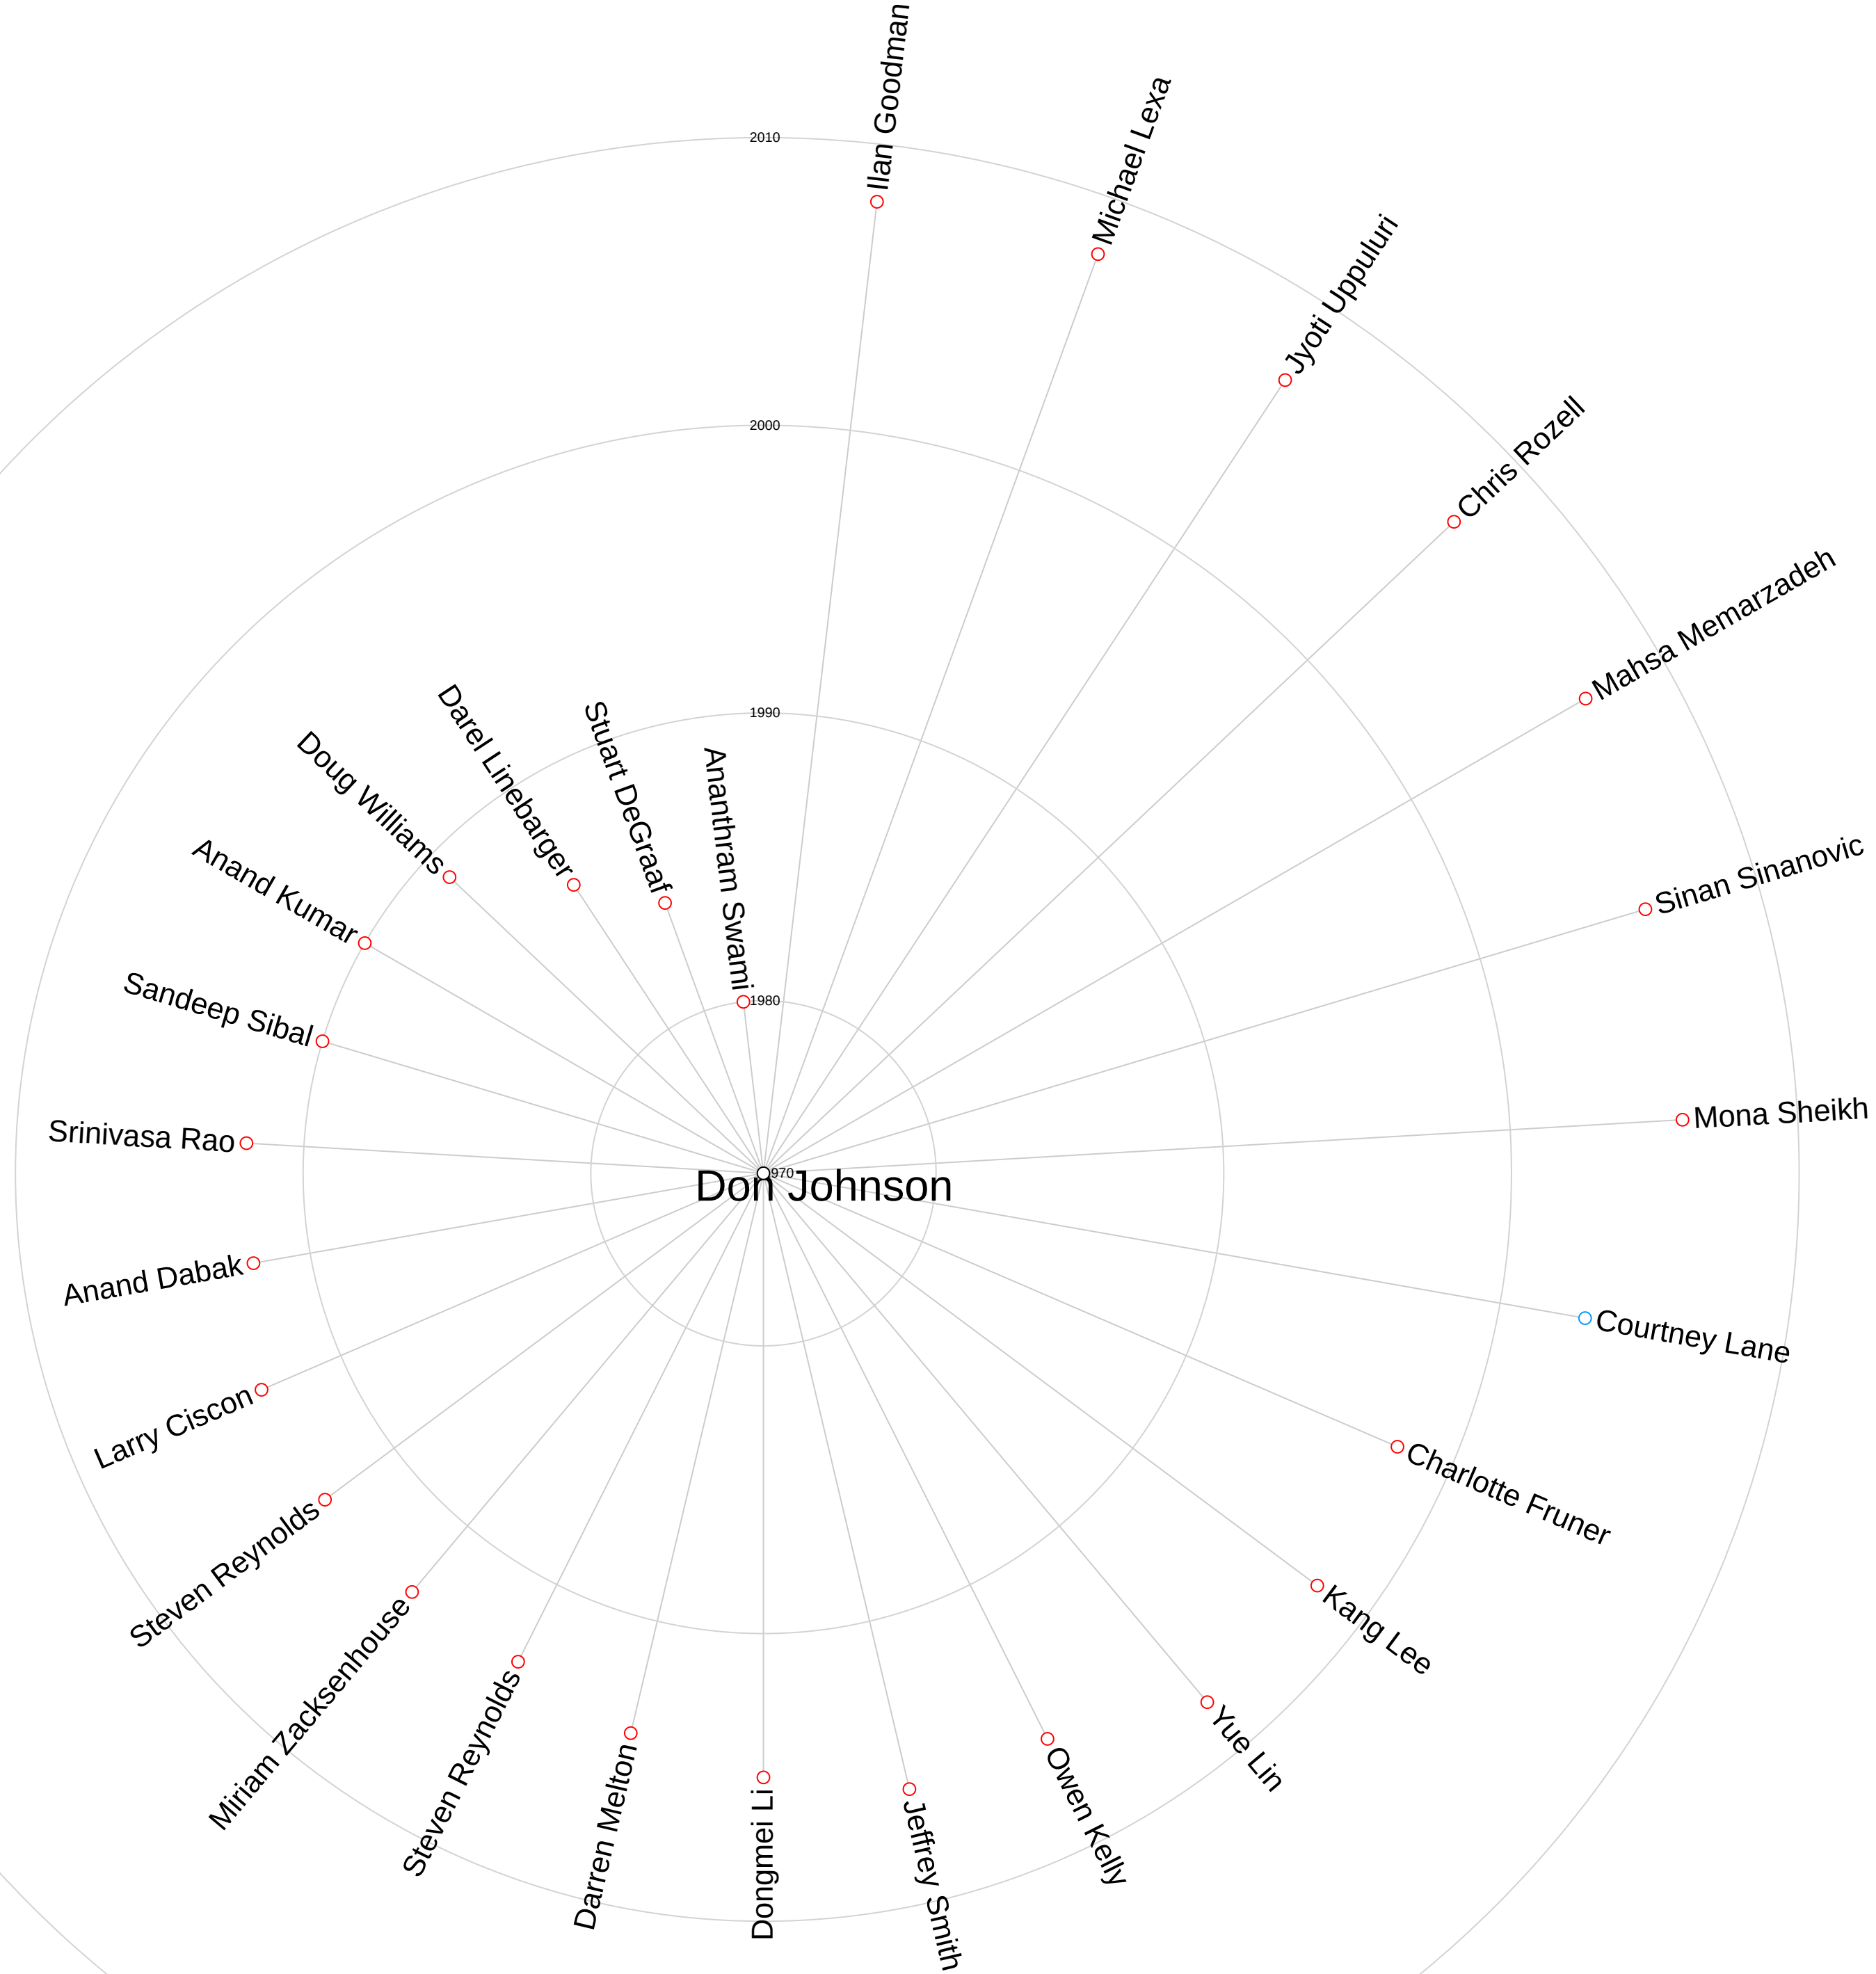 Ilan Goodman
Michael Lexa
Jyoti Uppuluri
Chris Rozell
Mahsa Memarzadeh
Sinan Sinanovic
Mona Sheikh
Courtney Lane
Charlotte Fruner
Kang Lee
Yue Lin
Owen Kelly
Jeffrey Smith
Dongmei Li
Darren Melton
Steven Reynolds
Miriam Zacksenhouse
Steven Reynolds
Larry Ciscon
Anand Dabak
Srinivasa Rao
Sandeep Sibal
Anand Kumar
Doug Williams
Darel Linebarger
Stuart DeGraaf
Ananthram Swami
2010
2000
1990
1980
970
Don Johnson